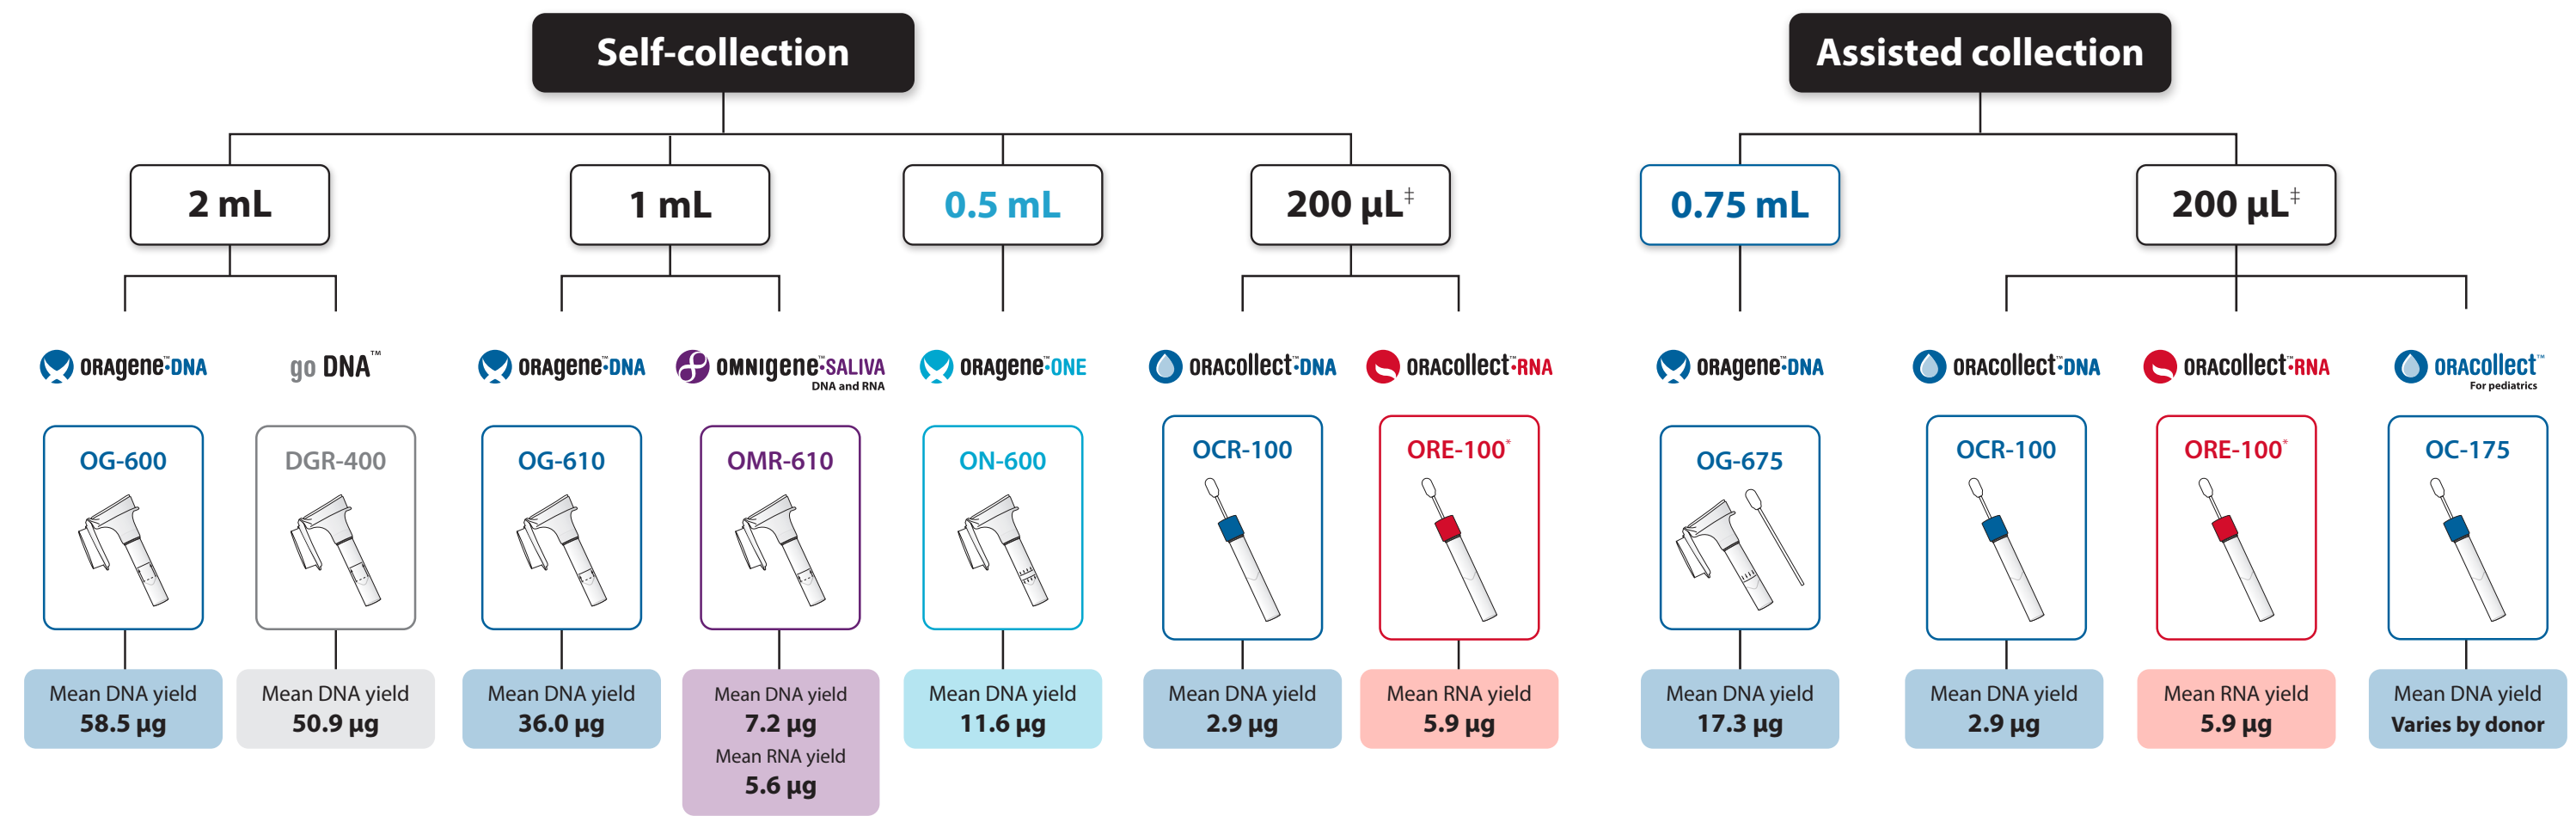 Self-collection
Assisted collection
2 mL
1 mL
0.5 mL
200 µL‡
0.75 mL
200 µL‡
ORAgene™•DNA
go DNA™
ORAgene™•DNA
OMNIgene™•SALIVA
DNA and RNA
ORAgene™•ONE
ORAcollect™•DNA
ORAcollect™•RNA
ORAgene™•DNA
ORAcollect™•DNA
ORAcollect™•RNA
ORAcollect™
For pediatrics
OG-600
DGR-400
OG-610
OMR-610
ON-600
OCR-100
ORE-100*
OG-675
OCR-100
ORE-100*
OC-175
Mean DNA yield
58.5 µg
Mean DNA yield
50.9 µg
Mean DNA yield
36.0 µg
Mean DNA yield
7.2 µg
Mean RNA yield
5.6 µg
Mean DNA yield
11.6 µg
Mean DNA yield
2.9 µg
Mean RNA yield
5.9 µg
Mean DNA yield
17.3 µg
Mean DNA yield
2.9 µg
Mean RNA yield
5.9 µg
Mean DNA yield
Varies by donor